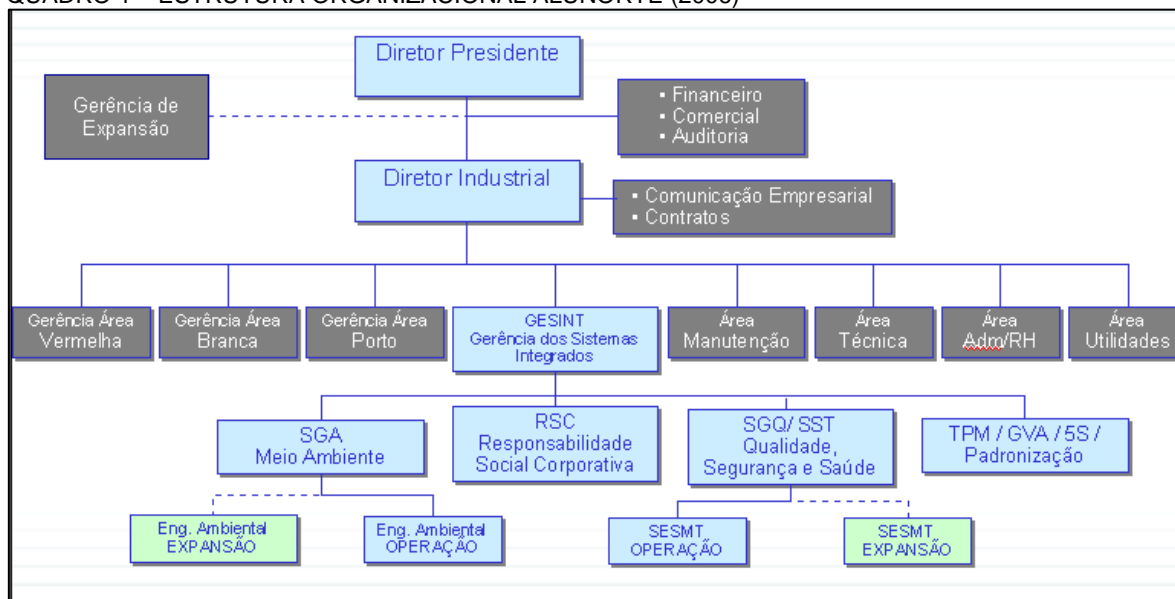 Diretor Presidente
Gerência de
Expansão
▪ Financeiro
▪ Comercial
▪ Auditoria
Diretor Industrial
▪ Comunicação Empresarial
▪ Contratos
Gerência Área
Vermelha
Gerência Área
Branca
Gerência Área
Porto
GESINT
Gerência dos Sistemas
Integrados
Área
Manutenção
Área
Técnica
Área
Adm/RH
Área
Utilidades
SGA
Meio Ambiente
RSC
Responsabilidade
Social Corporativa
SGQ/ SST
Qualidade,
Segurança e Saúde
TPM / GVA / 5S /
Padronização
Eng. Ambiental
EXPANSÃO
Eng. Ambiental
OPERAÇÃO
SESMT
OPERAÇÃO
SESMT
EXPANSÃO